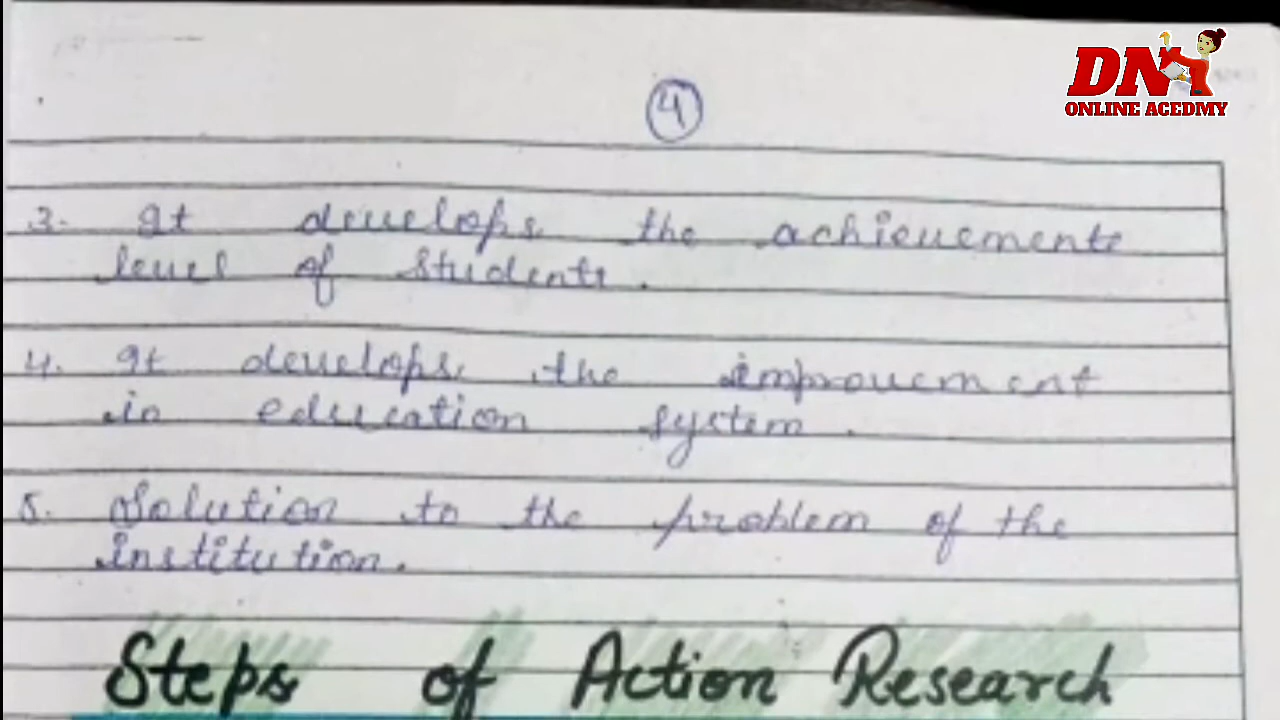 DNA
ONLINE ACEDMY
4
3. It develops the achievements
level of students.
4. It develops the improvement
in education system.
5. Solution to the problem of the
institution.
Steps of Action Research